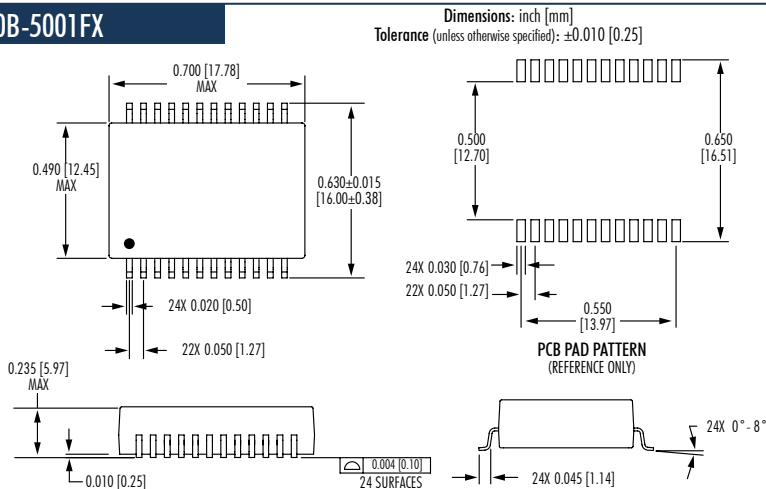 0B-5001FX
Dimensions: inch [mm]
Tolerance (unless otherwise specified): ±0.010 [0.25]
0.700 [17.78]
MAX
0.490 [12.45]
MAX
0.630±0.015
[16.00±0.38]
24X 0.020 [0.50]
22X 0.050 [1.27]
0.500
[12.70]
0.650
[16.51]
24X 0.030 [0.76]
22X 0.050 [1.27]
0.550
[13.97]
PCB PAD PATTERN
(REFERENCE ONLY)
0.235 [5.97]
MAX
0.010 [0.25]
0.004 [0.10]
24 SURFACES
24X 0°-8°
24X 0.045 [1.14]